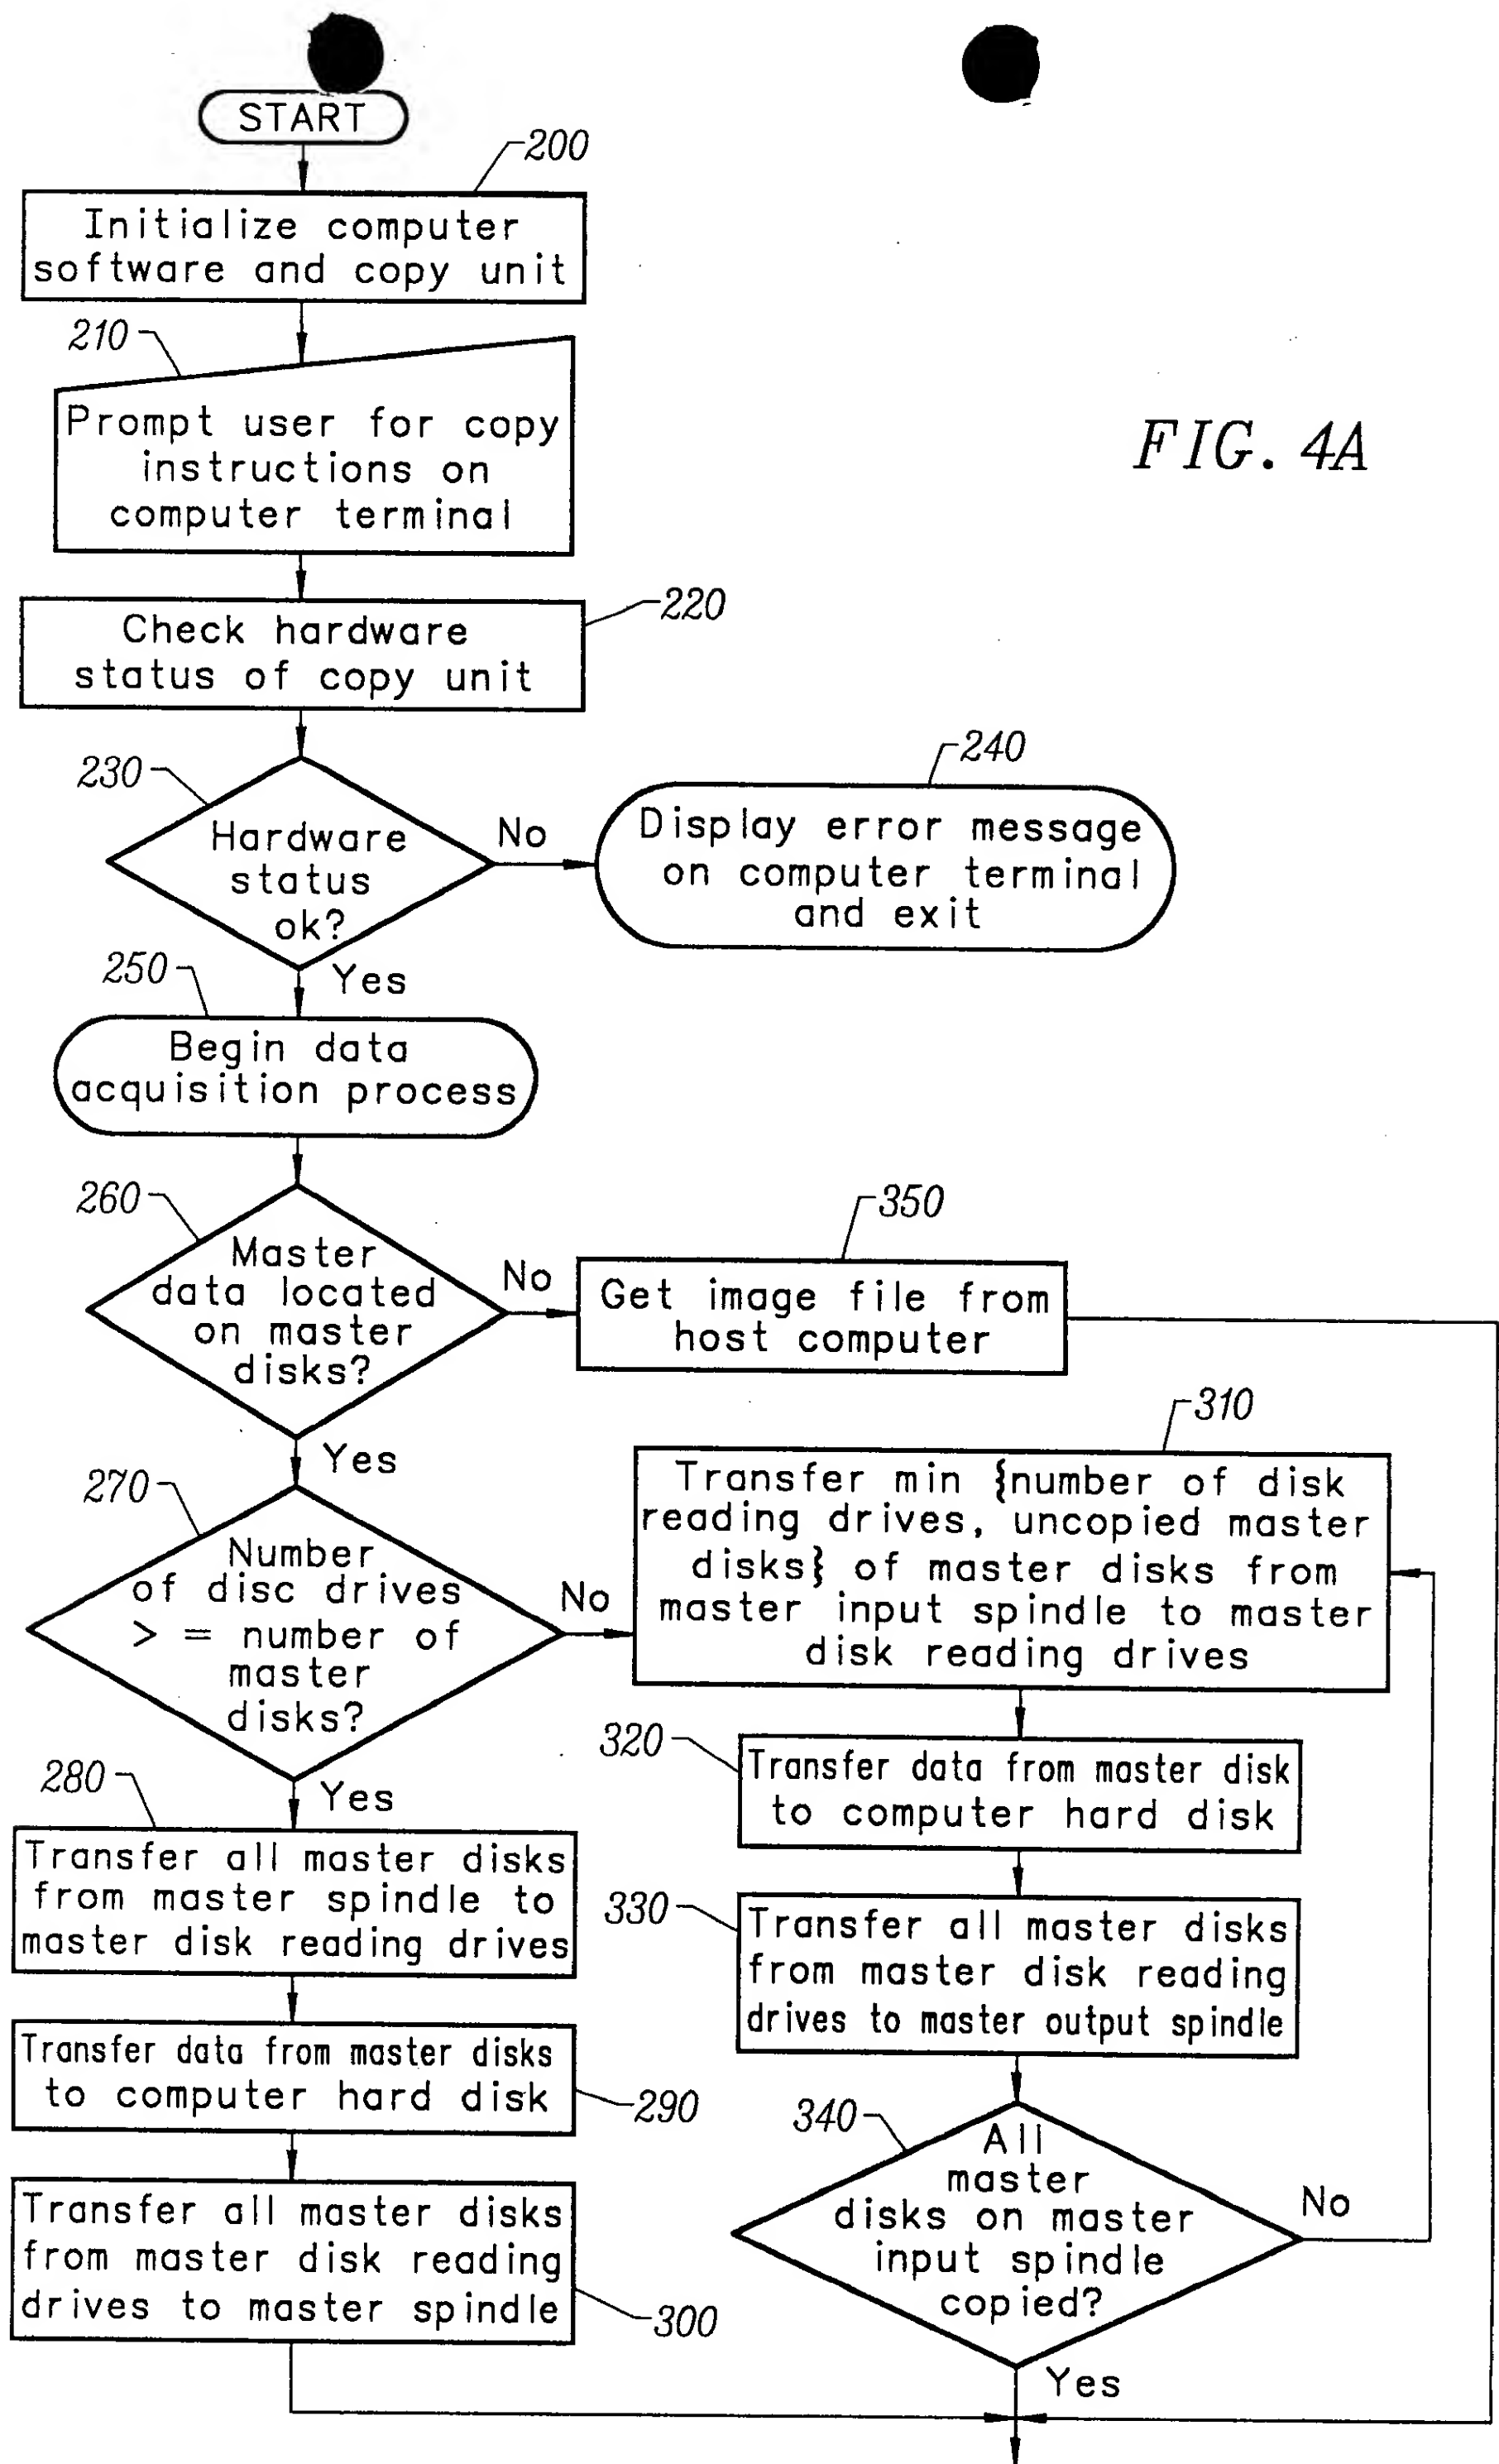 START
200
Initialize computer
software and copy unit
210
Prompt user for copy
instructions on
computer terminal
FIG. 4A
220
Check hardware
status of copy unit
230
Hardware
status
ok?
No
240
Display error message
on computer terminal
and exit
Yes
250
Begin data
acquisition process
260
Master
data located
on master
disks?
No
350
Get image file from
host computer
Yes
270
Number
of disc drives
> = number of
master
disks?
No
310
Transfer min {number of disk
reading drives, uncopied master
disks} of master disks from
master input spindle to master
disk reading drives
Yes
280
Transfer all master disks
from master spindle to
master disk reading drives
320
Transfer data from master disk
to computer hard disk
330
Transfer all master disks
from master disk reading
drives to master output spindle
Transfer data from master disks
to computer hard disk
290
340
All
master
disks on master
input spindle
copied?
No
Transfer all master disks
from master disk reading
drives to master spindle
300
Yes